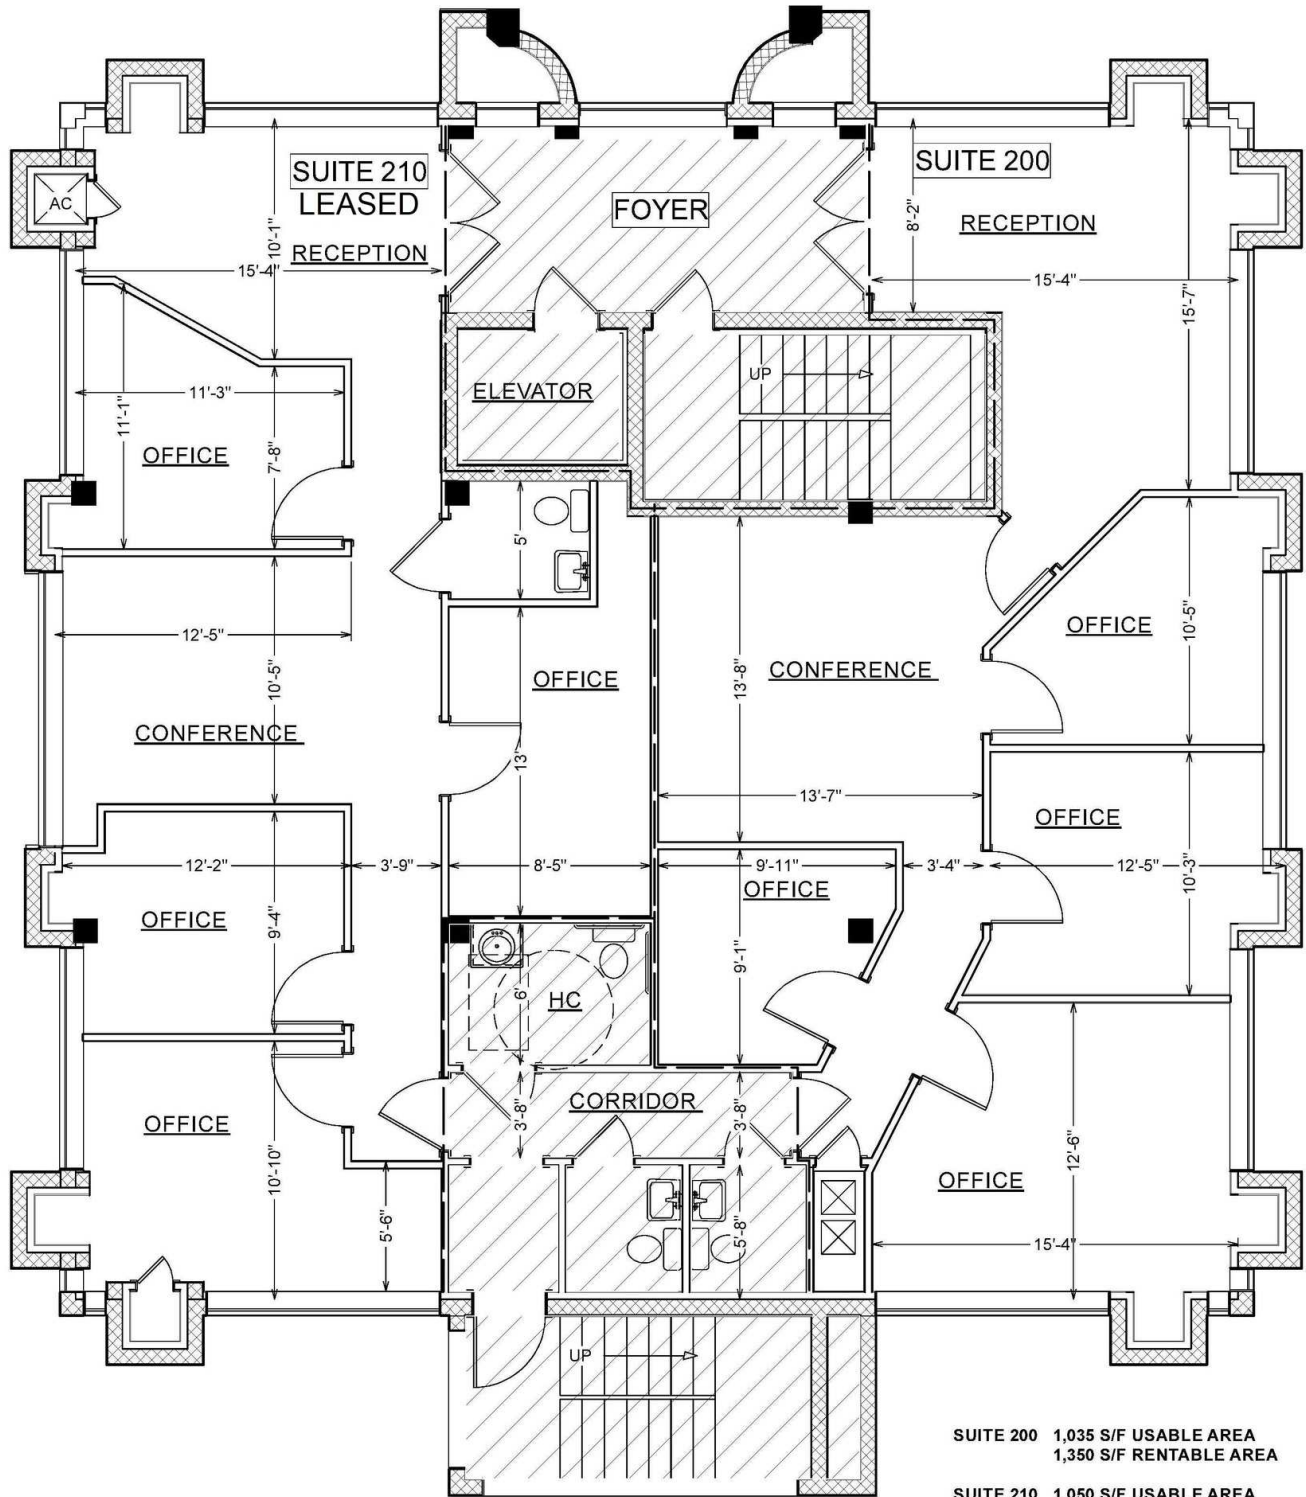 SUITE 210
LEASED
SUITE 200
FOYER
AC
RECEPTION
RECEPTION
8'-2"
10'-1"
15'-4"
15'-4"
15'-7"
UP
ELEVATOR
11'-3"
11'-1"
7'-8"
OFFICE
5'
OFFICE
10'-5"
12'-5"
CONFERENCE
OFFICE
13'-8"
10'-5"
CONFERENCE
13'
13'-7"
OFFICE
12'-2"
3'-9"
8'-5"
9'-11"
3'-4"
12'-5"
10'-3"
OFFICE
OFFICE
9'-4"
9'-1"
6'
HC
3'-8"
CORRIDOR
3'-8"
OFFICE
12'-6"
10'-10"
OFFICE
5'-6"
5'-8"
15'-4"
UP
SUITE 200 1,035 S/F USABLE AREA
1,350 S/F RENTABLE AREA
SUITE 210 1,050 S/F USABLE AREA